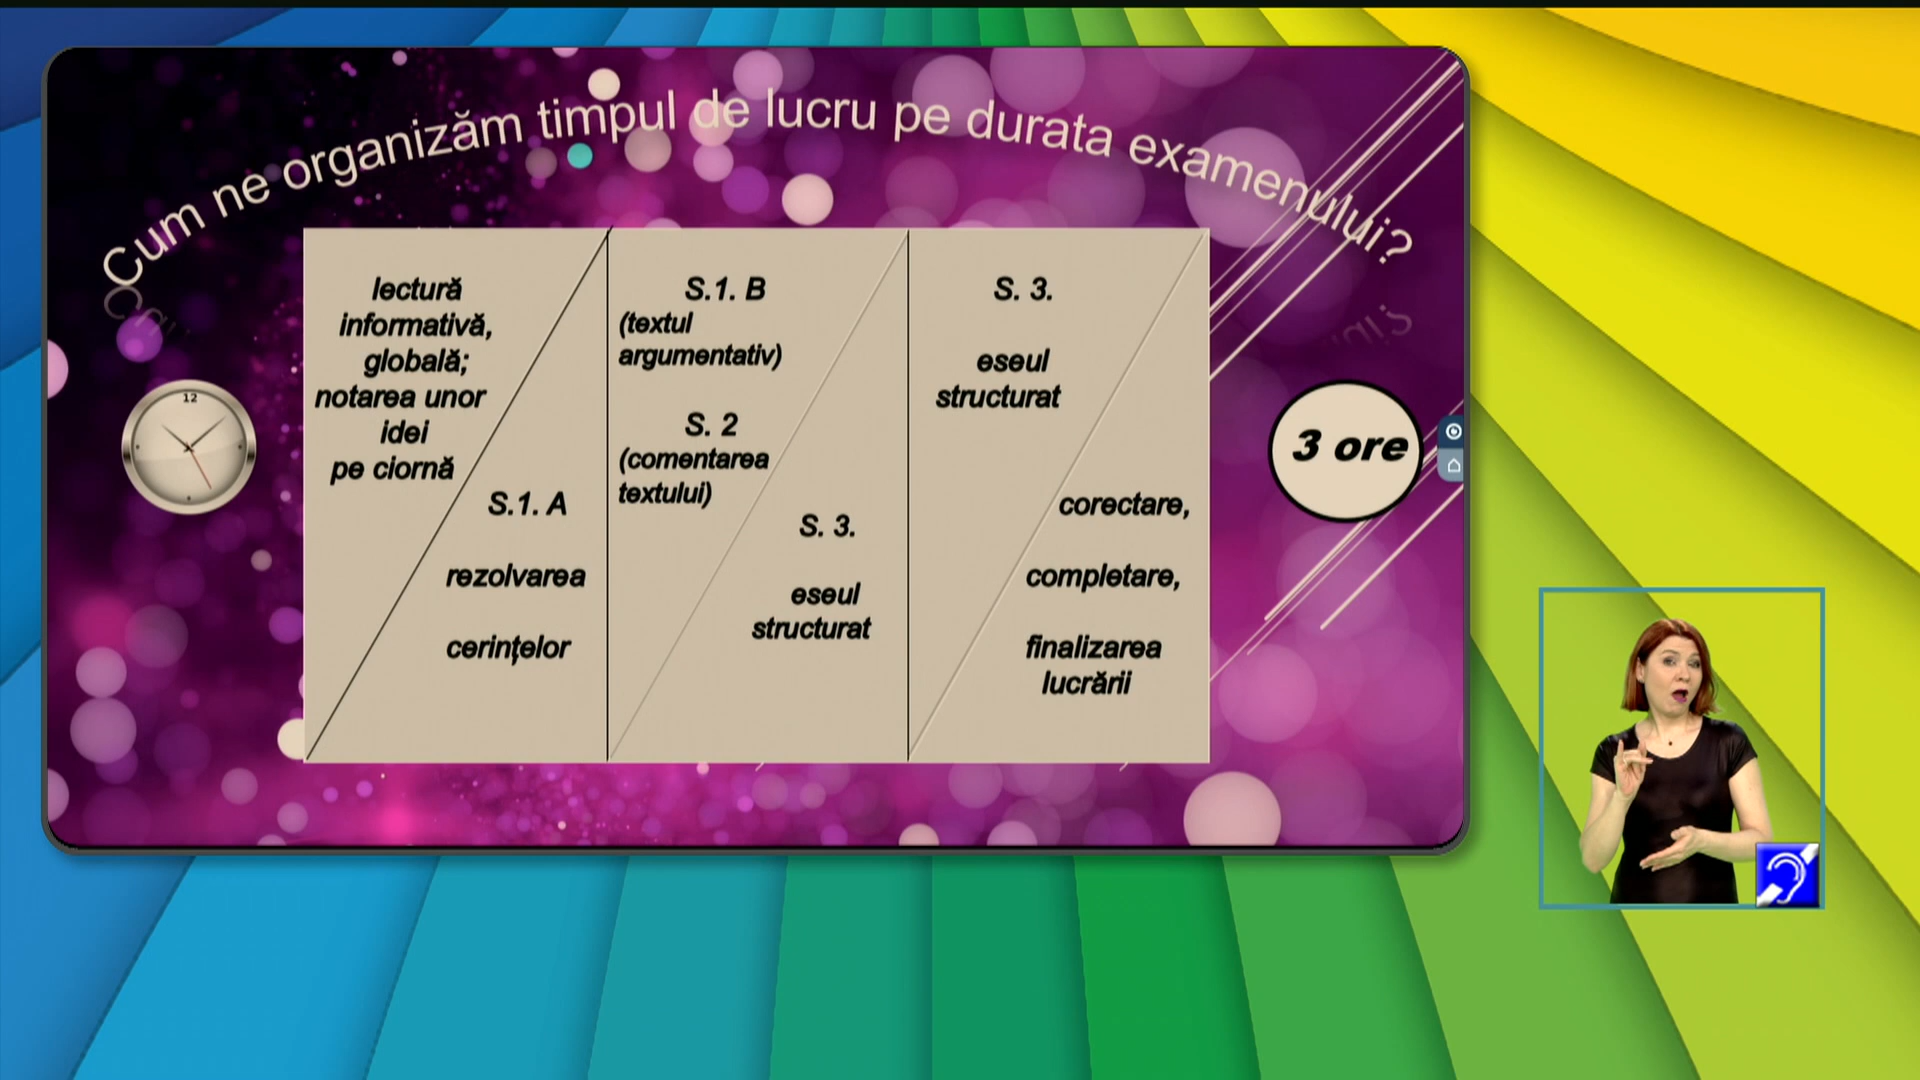 Cum ne organizăm timpul de lucru pe durata examenului?
12
lectură
informativă,
globală;
notarea unor
idei
pe ciornă
S.1. A
rezolvarea
cerințelor
S.1. B
(textul
argumentativ)
S. 2
(comentarea
textului)
S. 3.
eseul
structurat
S. 3.
eseul
structurat
corectare,
completare,
finalizarea
lucrării
3 ore